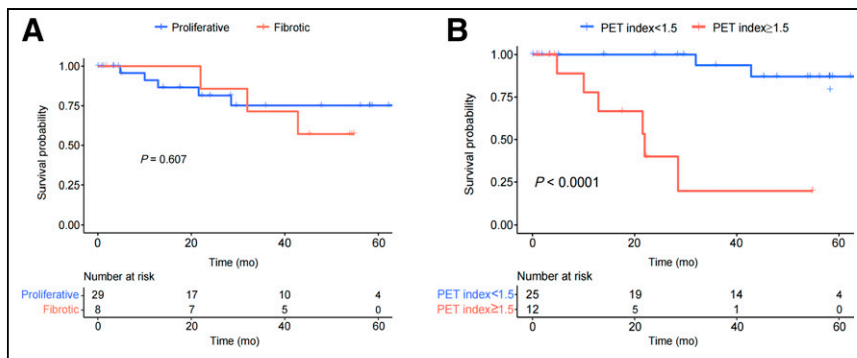 A
Proliferative Fibrotic
1.00
0.75
0.50
0.25
0.00
Survival probability
P = 0.607
0 20 40 60
Time (mo)
Number at risk
Proliferative 29 17 10 4
Fibrotic 8 7 5 0
0 20 40 60
Time (mo)
B
PET index<1.5 PET index≥1.5
1.00
0.75
0.50
0.25
0.00
Survival probability
P < 0.0001
0 20 40 60
Time (mo)
Number at risk
PET index<1.5 25 19 14 4
PET index≥1.5 12 5 1 0
0 20 40 60
Time (mo)